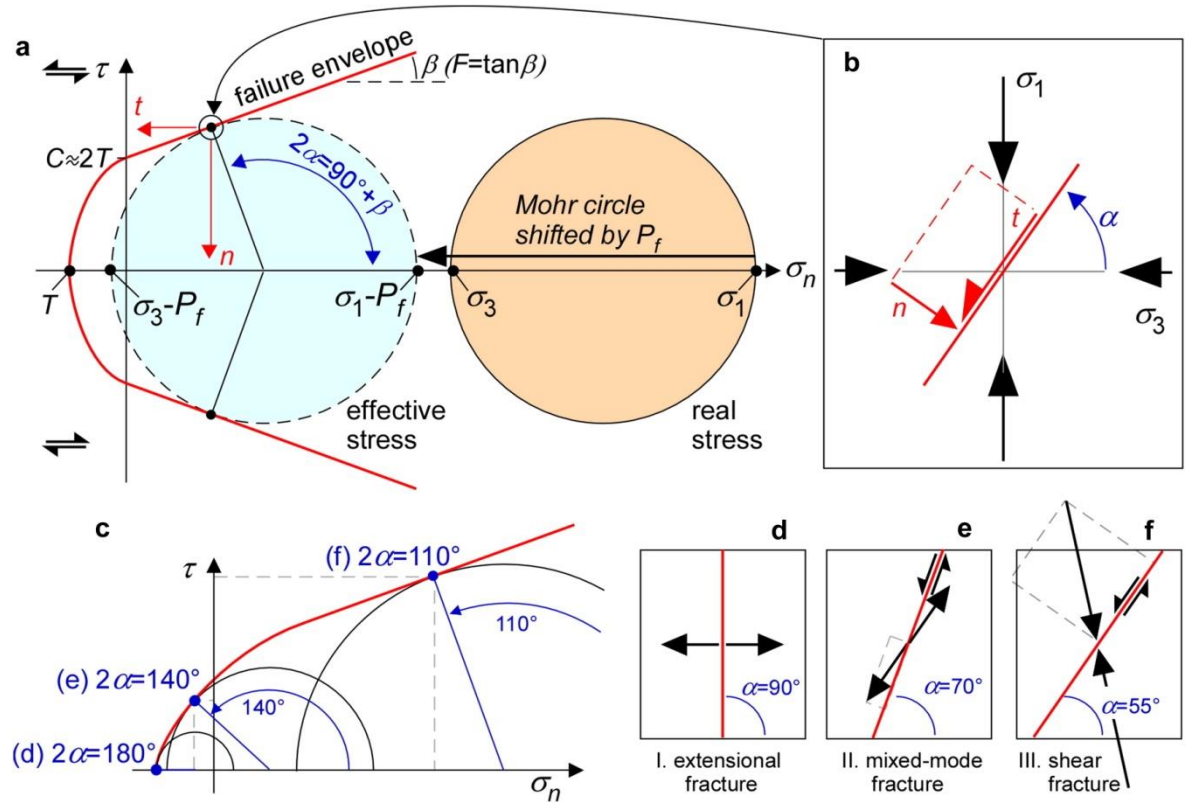 a
τ
failure envelope
β (F=tanβ)
t
C≈2T
2α=90°+β
n
Mohr circle
shifted by P_f
σ_n
T
σ_3-P_f
σ_1-P_f
σ_3
σ_1
effective
stress
real
stress
b
σ_1
t
α
n
σ_3
c
τ
(f) 2α=110°
110°
(e) 2α=140°
140°
(d) 2α=180°
σ_n
d
α=90°
I. extensional
fracture
e
α=70°
II. mixed-mode
fracture
f
α=55°
III. shear
fracture